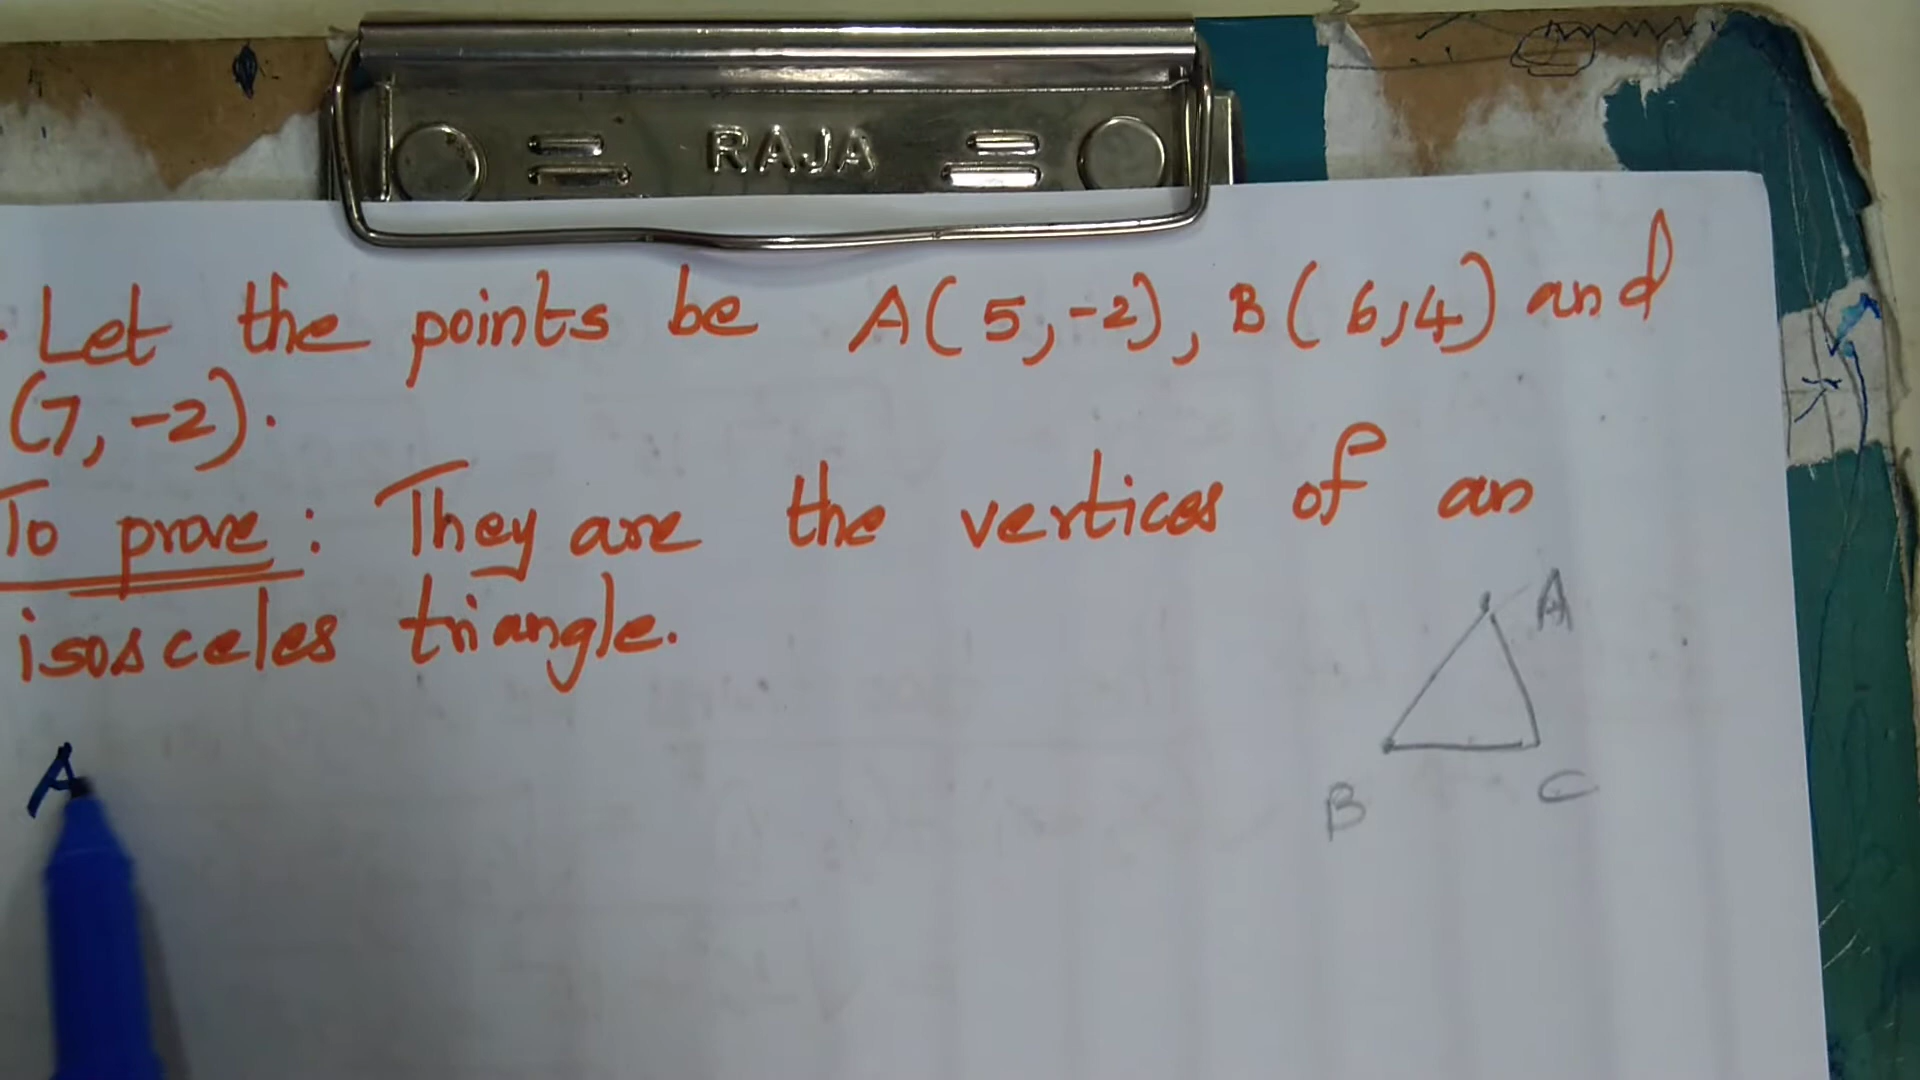 RAJA
. Let the points be A(5,-2), B(6,4) and
(7,-2).
To prove: They are the vertices of an
isosceles triangle.
A
B
C
A